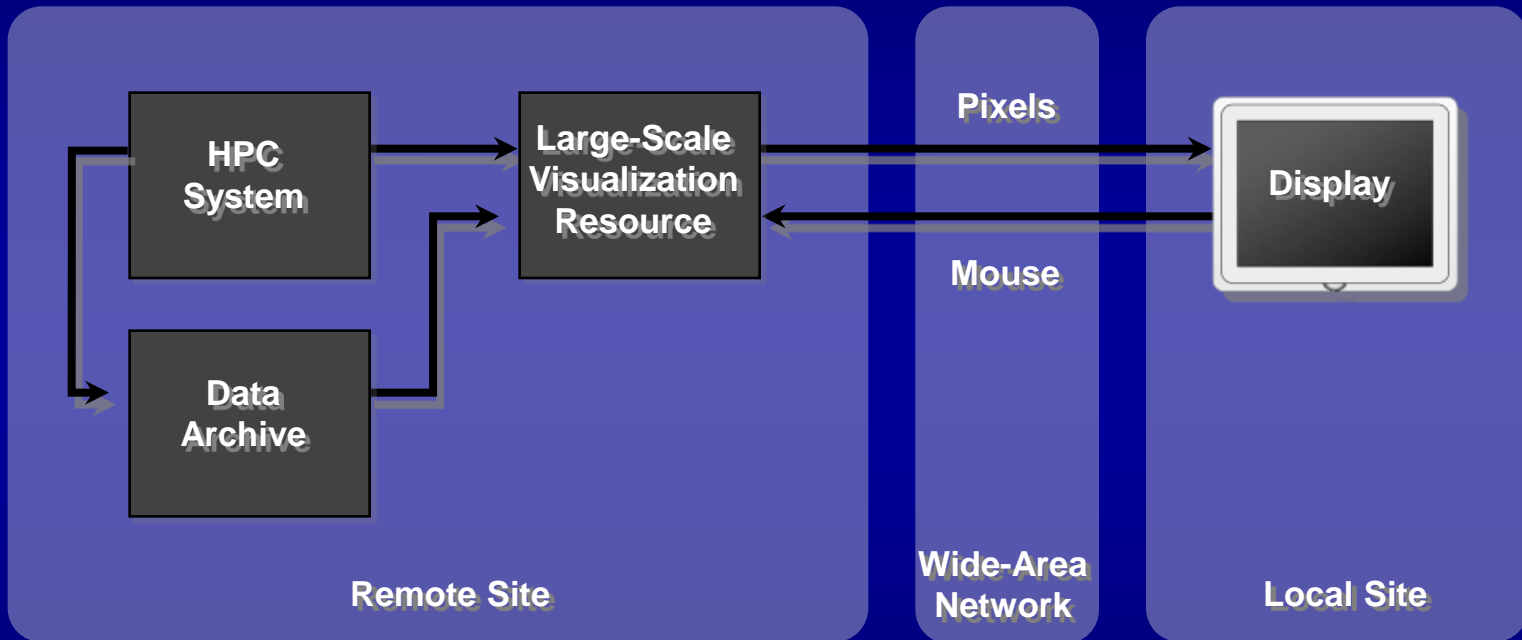 HPC
System
Large-Scale
Visualization
Resource
Pixels
Mouse
Display
Data
Archive
Remote Site
Wide-Area
Network
Local Site